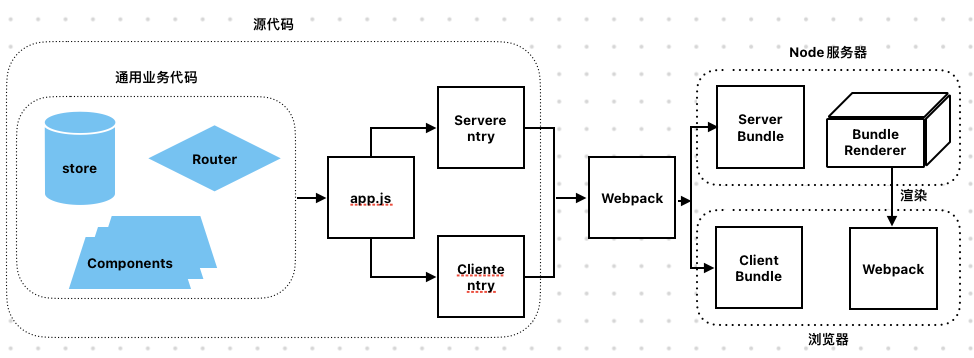 源代码
通用业务代码
store
Router
Components
app.js
Servere
ntry
Cliente
ntry
Webpack
Node 服务器
Server
Bundle
Bundle
Renderer
渲染
Client
Bundle
Webpack
浏览器